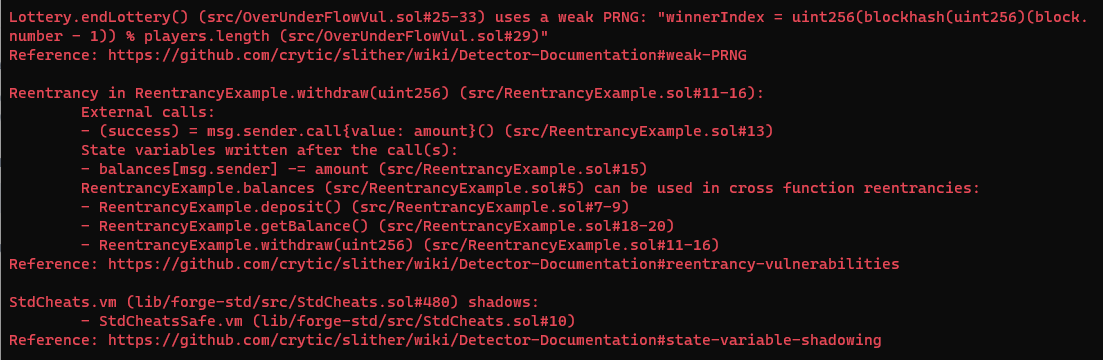 Lottery.endLottery() (src/OverUnderFlowVul.sol#25-33) uses a weak PRNG: "winnerIndex = uint256(blockhash(uint256)(block.
number - 1)) % players.length (src/OverUnderFlowVul.sol#29)"
Reference: https://github.com/crytic/slither/wiki/Detector-Documentation#weak-PRNG
Reentrancy in ReentrancyExample.withdraw(uint256) (src/ReentrancyExample.sol#11-16):
External calls:
- (success) = msg.sender.call{value: amount}() (src/ReentrancyExample.sol#13)
State variables written after the call(s):
- balances[msg.sender] -= amount (src/ReentrancyExample.sol#15)
ReentrancyExample.balances (src/ReentrancyExample.sol#5) can be used in cross function reentrancies:
- ReentrancyExample.deposit() (src/ReentrancyExample.sol#7-9)
- ReentrancyExample.getBalance() (src/ReentrancyExample.sol#18-20)
- ReentrancyExample.withdraw(uint256) (src/ReentrancyExample.sol#11-16)
Reference: https://github.com/crytic/slither/wiki/Detector-Documentation#reentrancy-vulnerabilities
StdCheats.vm (lib/forge-std/src/StdCheats.sol#480) shadows:
- StdCheatsSafe.vm (lib/forge-std/src/StdCheats.sol#10)
Reference: https://github.com/crytic/slither/wiki/Detector-Documentation#state-variable-shadowing